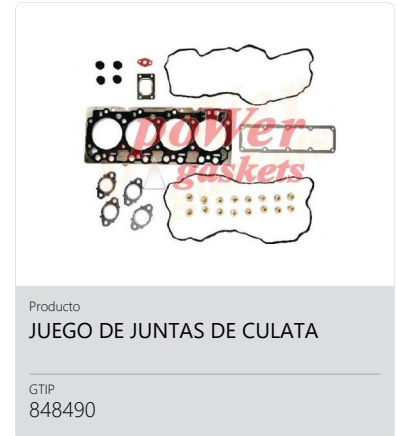 power
gaskets
Producto
JUEGO DE JUNTAS DE CULATA
GTIP
848490